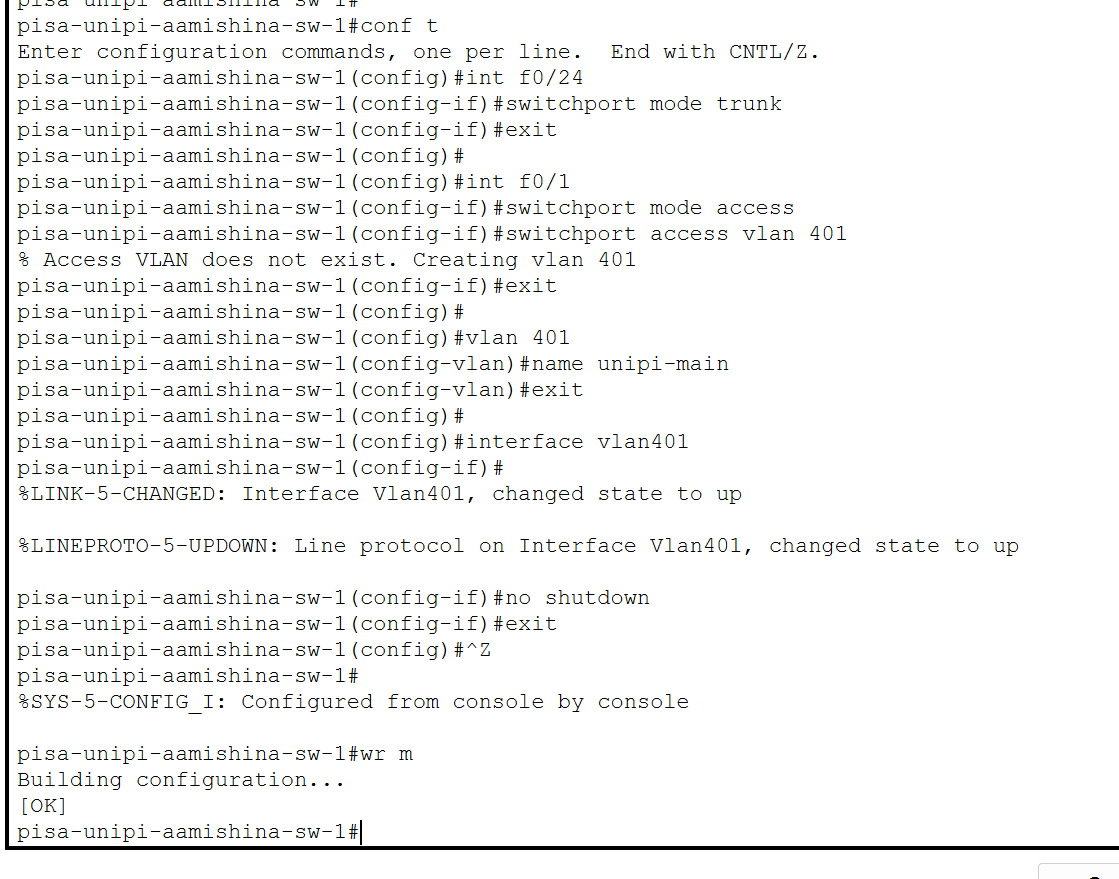 pisa-unipi-aamishina-sw-1#
pisa-unipi-aamishina-sw-1#conf t
Enter configuration commands, one per line.  End with CNTL/Z.
pisa-unipi-aamishina-sw-1(config)#int f0/24
pisa-unipi-aamishina-sw-1(config-if)#switchport mode trunk
pisa-unipi-aamishina-sw-1(config-if)#exit
pisa-unipi-aamishina-sw-1(config)#
pisa-unipi-aamishina-sw-1(config)#int f0/1
pisa-unipi-aamishina-sw-1(config-if)#switchport mode access
pisa-unipi-aamishina-sw-1(config-if)#switchport access vlan 401
% Access VLAN does not exist. Creating vlan 401
pisa-unipi-aamishina-sw-1(config-if)#exit
pisa-unipi-aamishina-sw-1(config)#
pisa-unipi-aamishina-sw-1(config)#vlan 401
pisa-unipi-aamishina-sw-1(config-vlan)#name unipi-main
pisa-unipi-aamishina-sw-1(config-vlan)#exit
pisa-unipi-aamishina-sw-1(config)#
pisa-unipi-aamishina-sw-1(config)#interface vlan401
pisa-unipi-aamishina-sw-1(config-if)#
%LINK-5-CHANGED: Interface Vlan401, changed state to up
%LINEPROTO-5-UPDOWN: Line protocol on Interface Vlan401, changed state to up
pisa-unipi-aamishina-sw-1(config-if)#no shutdown
pisa-unipi-aamishina-sw-1(config-if)#exit
pisa-unipi-aamishina-sw-1(config)#^Z
pisa-unipi-aamishina-sw-1#
%SYS-5-CONFIG_I: Configured from console by console
pisa-unipi-aamishina-sw-1#wr m
Building configuration...
[OK]
pisa-unipi-aamishina-sw-1#